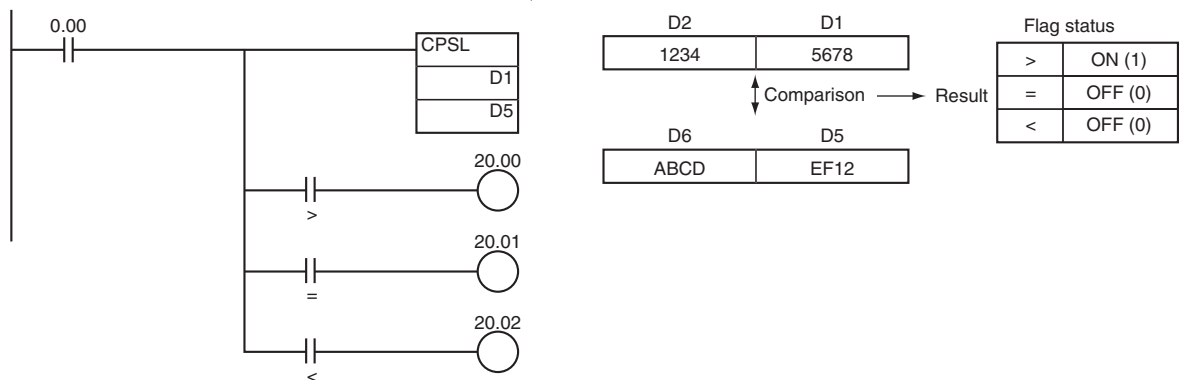 0.00
CPSL
D1
D5
20.00
>
20.01
=
20.02
<
D2 D1
1234 5678
Comparison Result
D6 D5
ABCD EF12
Flag status
> ON (1)
= OFF (0)
< OFF (0)